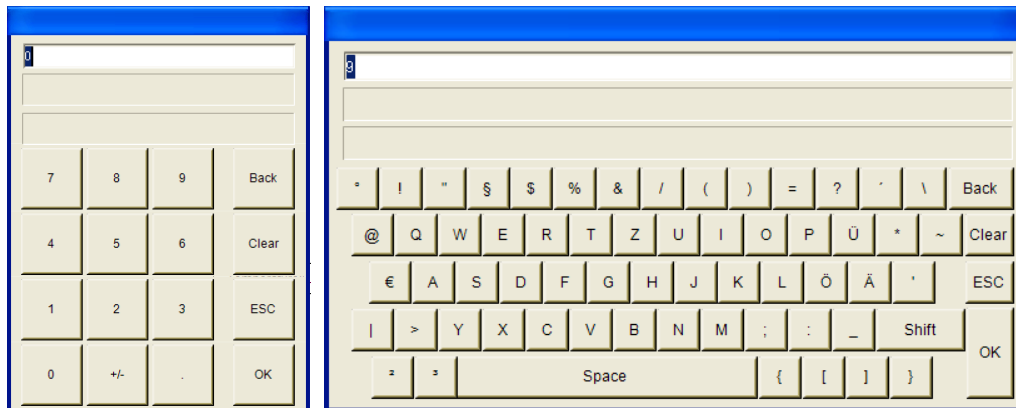 0
7 8 9 Back
4 5 6 Clear
1 2 3 ESC
0 +/- . OK
g
° ! " § $ % & / ( ) = ? ´ \ Back
@ Q W E R T Z U I O P Ü * ~ Clear
€ A S D F G H J K L Ö Ä ' ESC
| > Y X C V B N M ; : _ Shift
OK
² ³ Space { [ ] }